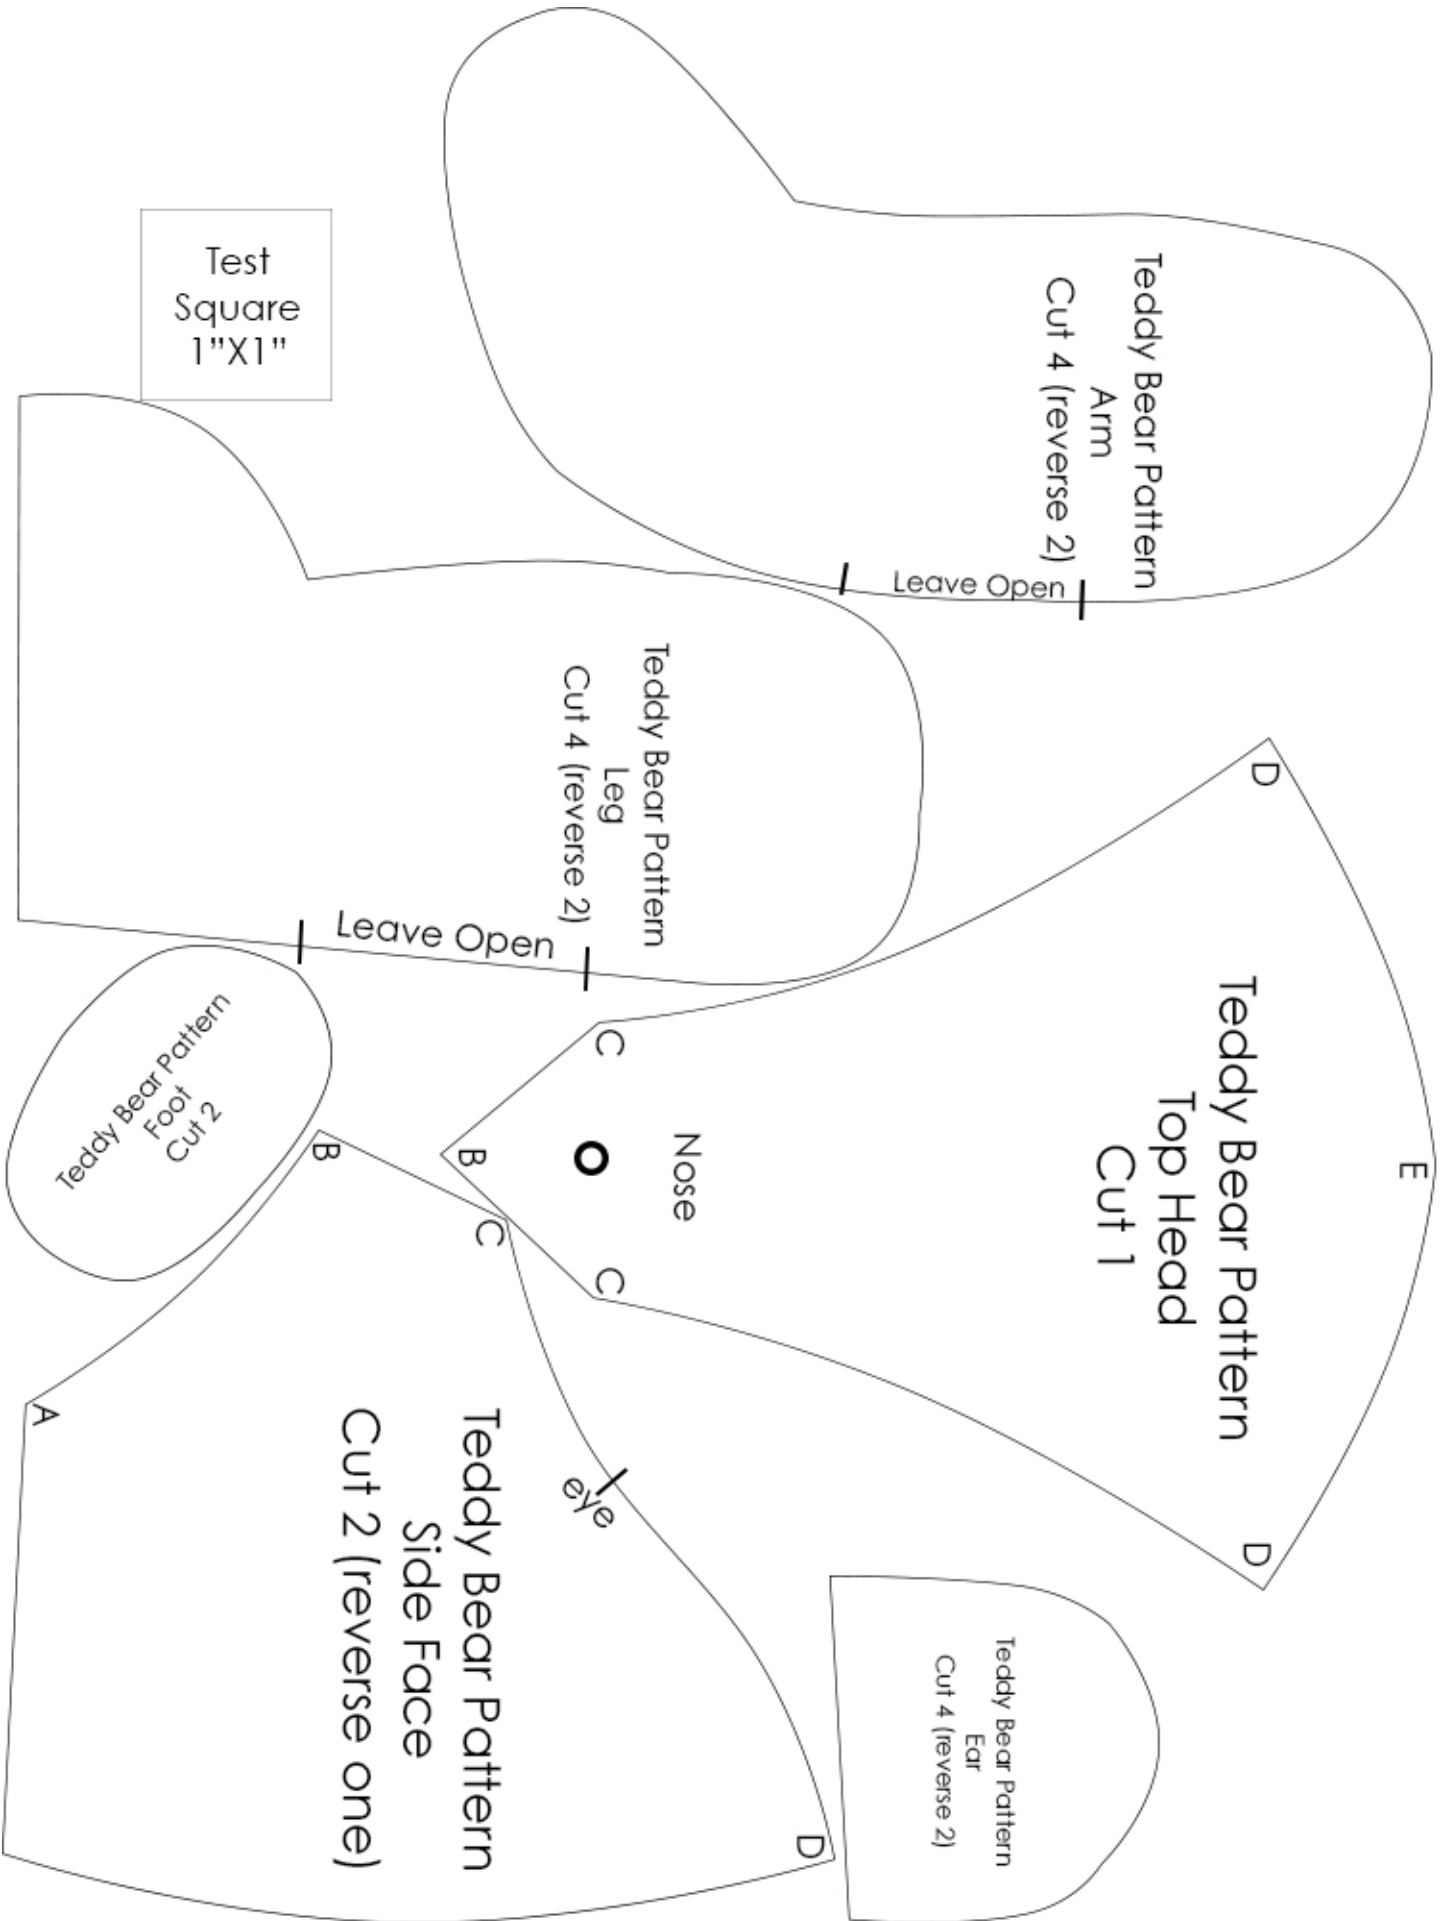 Teddy Bear Pattern
Arm
Cut 4 (reverse 2)
Leave Open
Test
Square
1"X1"
Teddy Bear Pattern
Leg
Cut 4 (reverse 2)
Leave Open
D
E
Teddy Bear Pattern
Top Head
Cut 1
Nose
C
B
C
D
Teddy Bear Pattern
Foot
Cut 2
B
C
A
eye
Teddy Bear Pattern
Side Face
Cut 2 (reverse one)
D
Teddy Bear Pattern
Ear
Cut 4 (reverse 2)